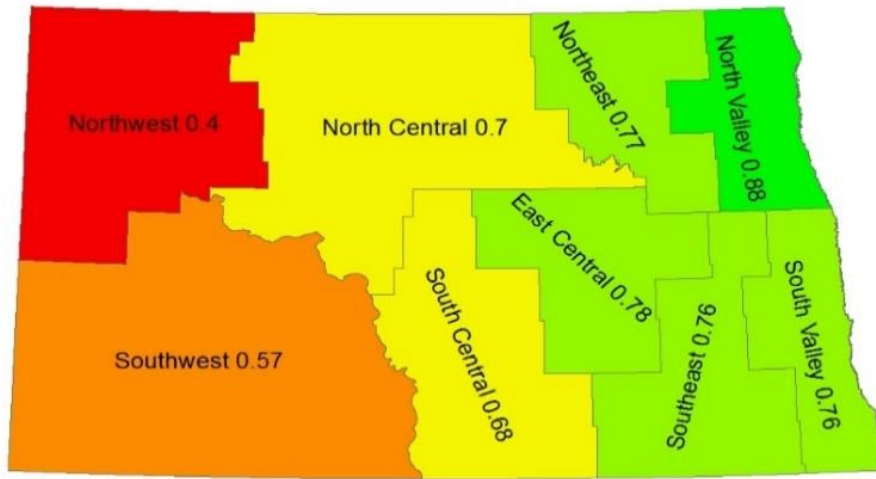 Northwest 0.4
North Central 0.7
Northeast 0.77
North Valley 0.88
Southwest 0.57
South Central 0.68
East Central 0.78
Southeast 0.76
South Valley 0.76